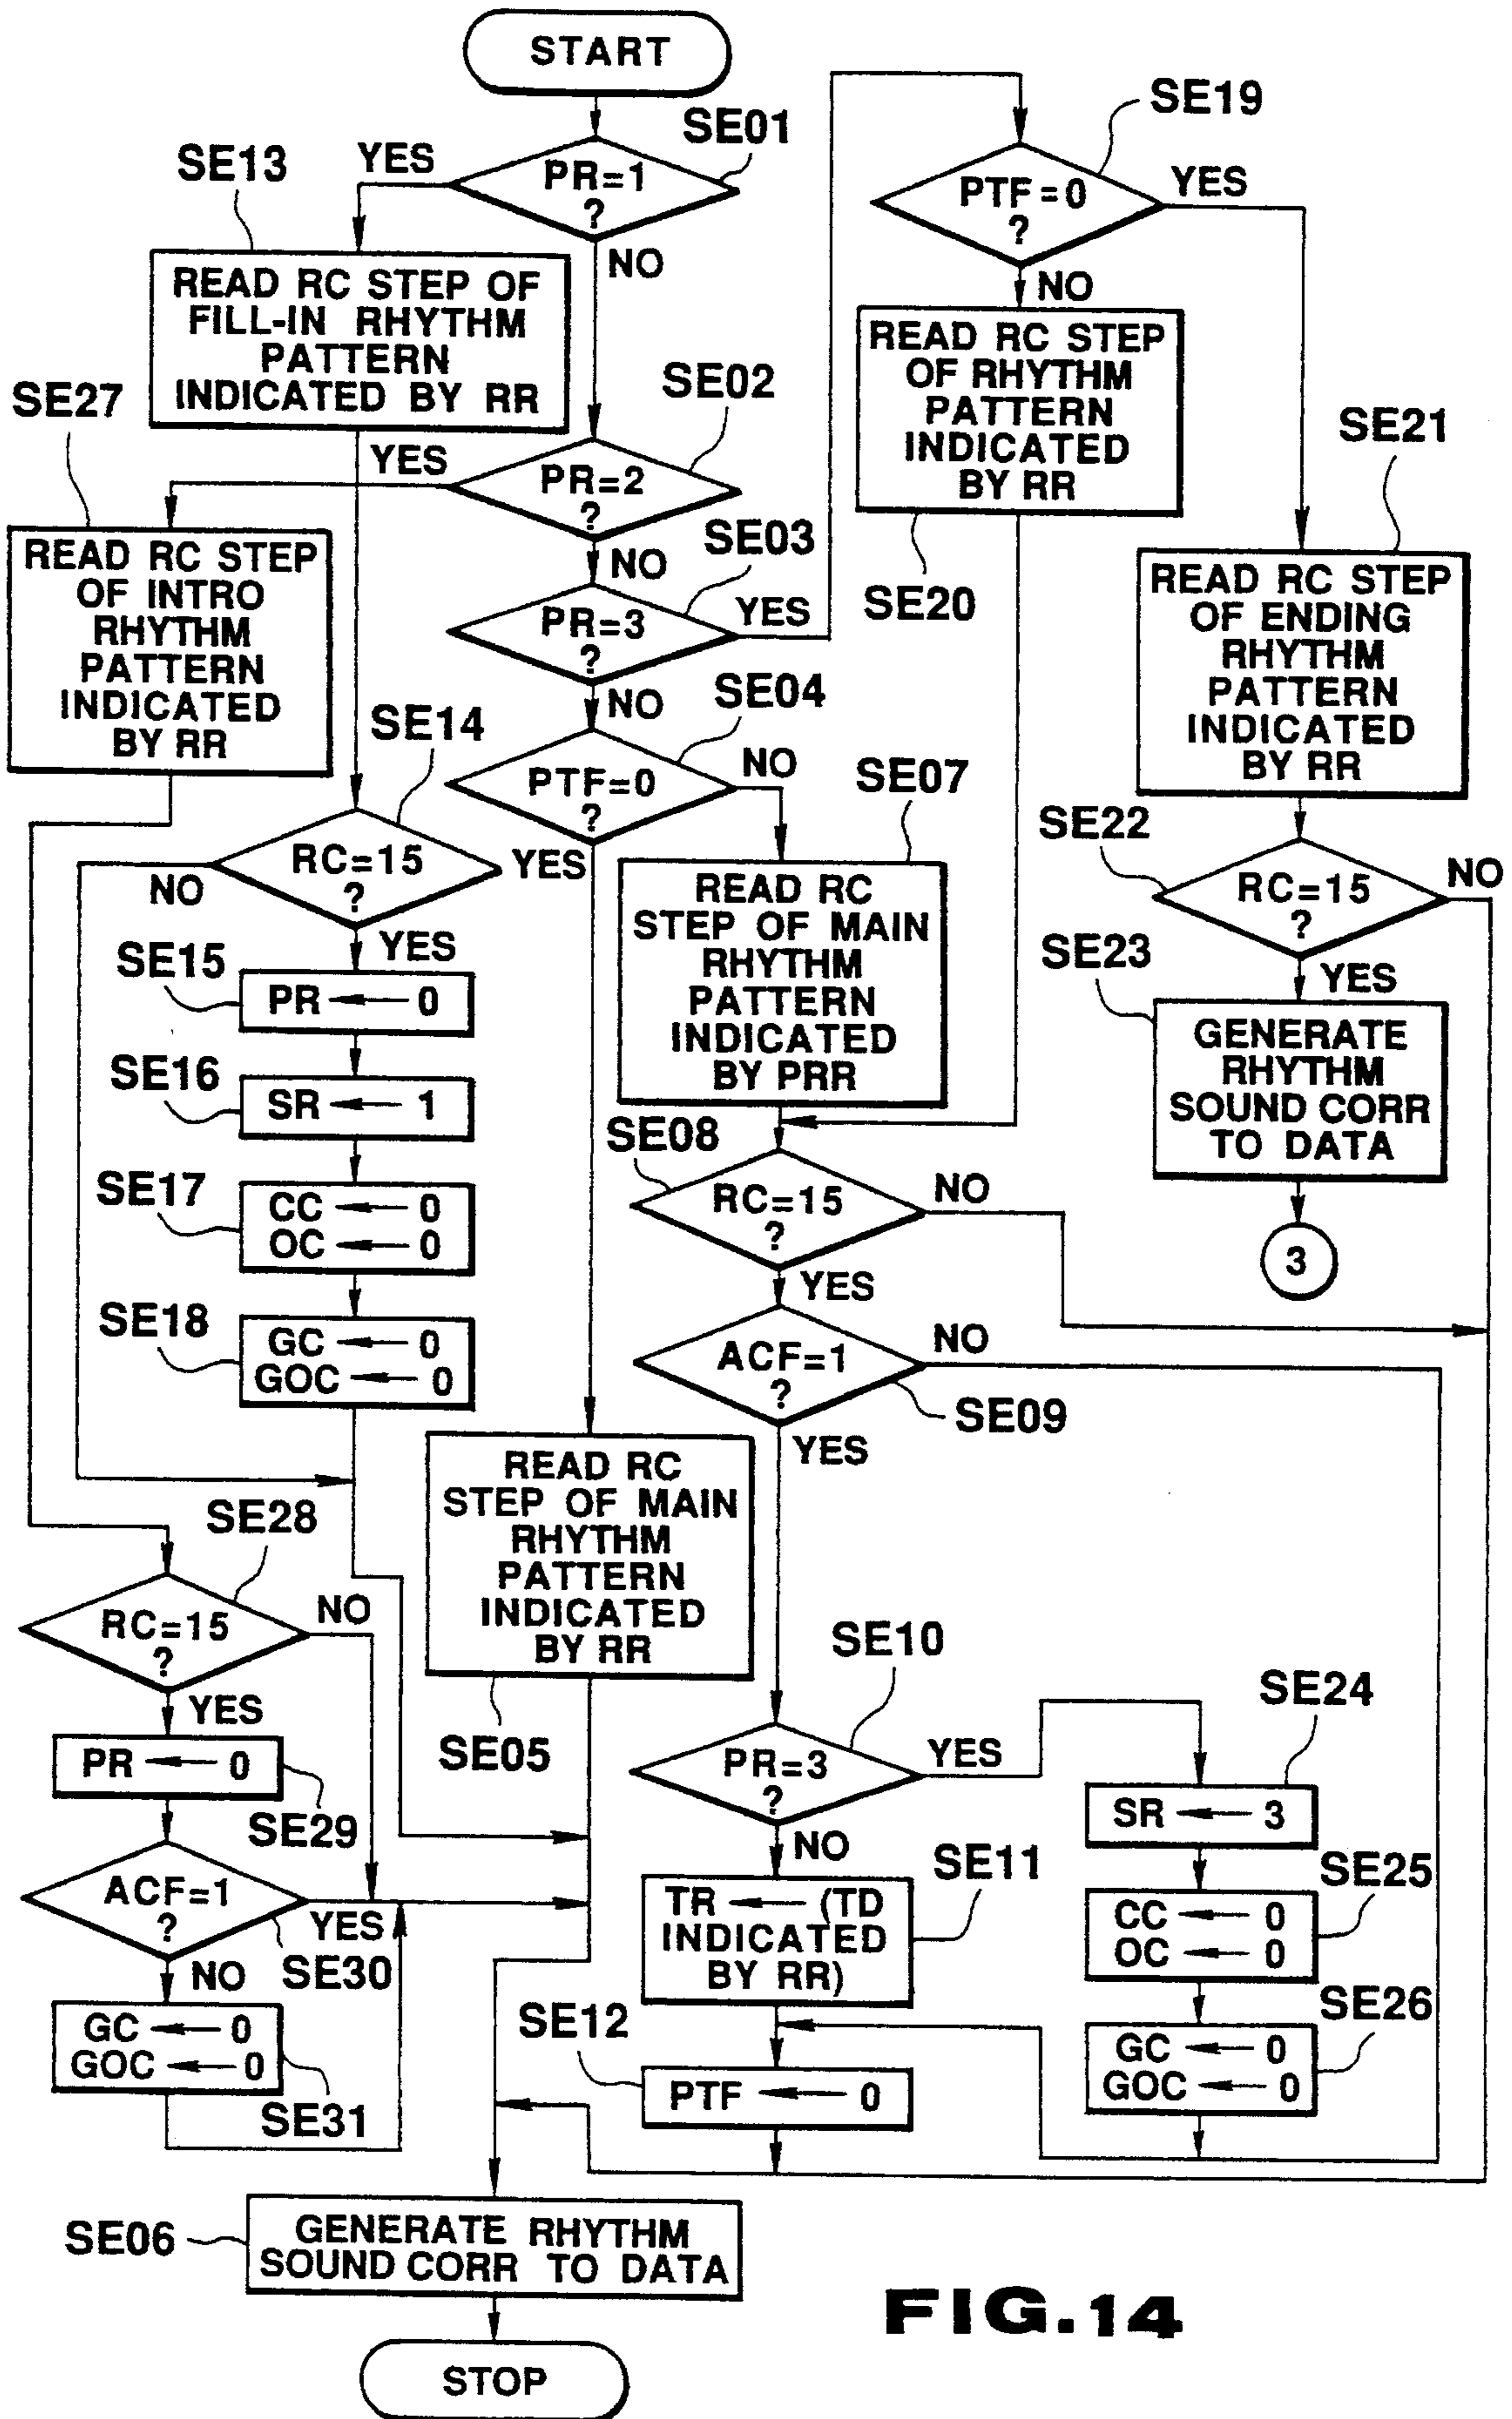 START
SE01
PR=1
?
YES
NO
SE13
READ RC STEP OF
FILL-IN RHYTHM
PATTERN
INDICATED BY RR
SE02
PR=2
?
YES
NO
SE27
READ RC STEP
OF INTRO
RHYTHM
PATTERN
INDICATED
BY RR
SE03
PR=3
?
YES
NO
SE19
PTF=0
?
YES
NO
READ RC STEP
OF RHYTHM
PATTERN
INDICATED
BY RR
SE20
SE21
READ RC STEP
OF ENDING
RHYTHM
PATTERN
INDICATED
BY RR
SE04
PTF=0
?
NO
YES
SE14
RC=15
?
NO
YES
SE07
READ RC
STEP OF MAIN
RHYTHM
PATTERN
INDICATED
BY PRR
SE22
RC=15
?
NO
YES
SE23
GENERATE
RHYTHM
SOUND CORR
TO DATA
3
SE15
PR ← 0
SE16
SR ← 1
SE17
CC ← 0
OC ← 0
SE18
GC ← 0
GOC ← 0
SE08
RC=15
?
NO
YES
ACF=1
?
NO
SE09
YES
READ RC
STEP OF MAIN
RHYTHM
PATTERN
INDICATED
BY RR
SE05
SE28
RC=15
?
NO
YES
PR ← 0
SE29
ACF=1
?
YES
SE30
NO
GC ← 0
GOC ← 0
SE31
SE10
PR=3
?
YES
NO
SE24
SR ← 3
SE11
TR ← (TD
INDICATED
BY RR)
SE25
CC ← 0
OC ← 0
SE12
PTF ← 0
SE26
GC ← 0
GOC ← 0
SE06
GENERATE RHYTHM
SOUND CORR TO DATA
STOP
FIG.14